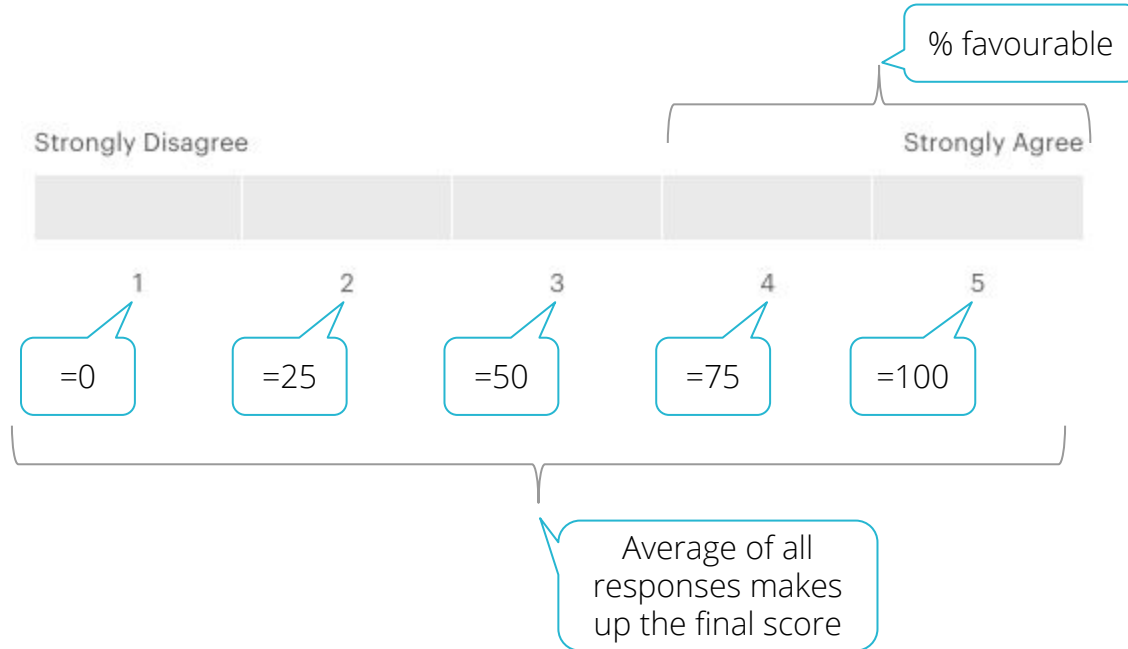 % favourable
Strongly Disagree
Strongly Agree
1
2
3
4
5
=0
=25
=50
=75
=100
Average of all
responses makes
up the final score